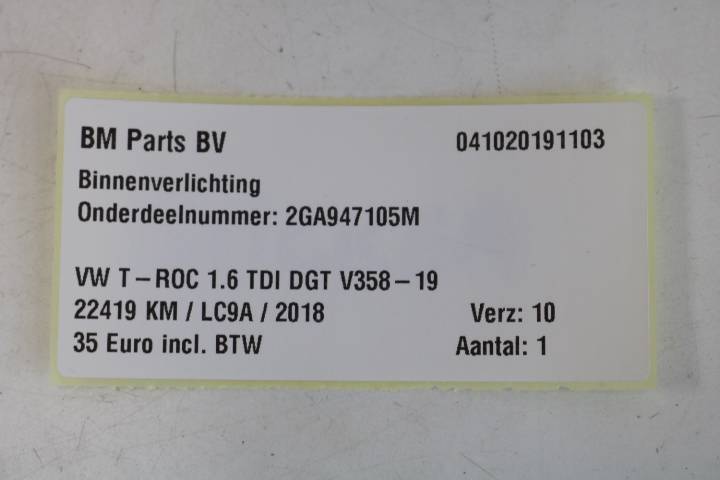 BM Parts BV 041020191103
Binnenverlichting
Onderdeelnummer: 2GA947105M
VW T-ROC 1.6 TDI DGT V358-19
22419 KM / LC9A / 2018 Verz: 10
35 Euro incl. BTW Aantal: 1